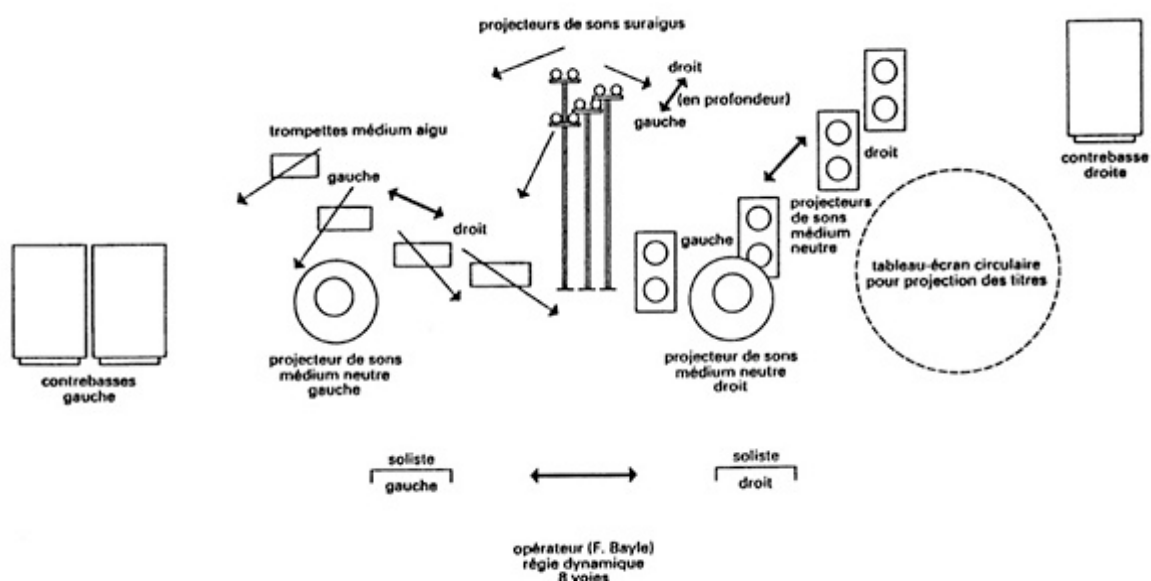 projecteurs de sons suraigus
droit
(en profondeur)
gauche
trompettes médium aigu
gauche
droit
contrebasse
droite
droit
projecteurs
de sons
médium
neutre
gauche
tableau-écran circulaire
pour projection des titres
contrebasses
gauche
projecteur de sons
médium neutre
gauche
projecteur de sons
médium neutre
droit
soliste
gauche
soliste
droit
opérateur (F. Bayle)
régie dynamique
8 voies